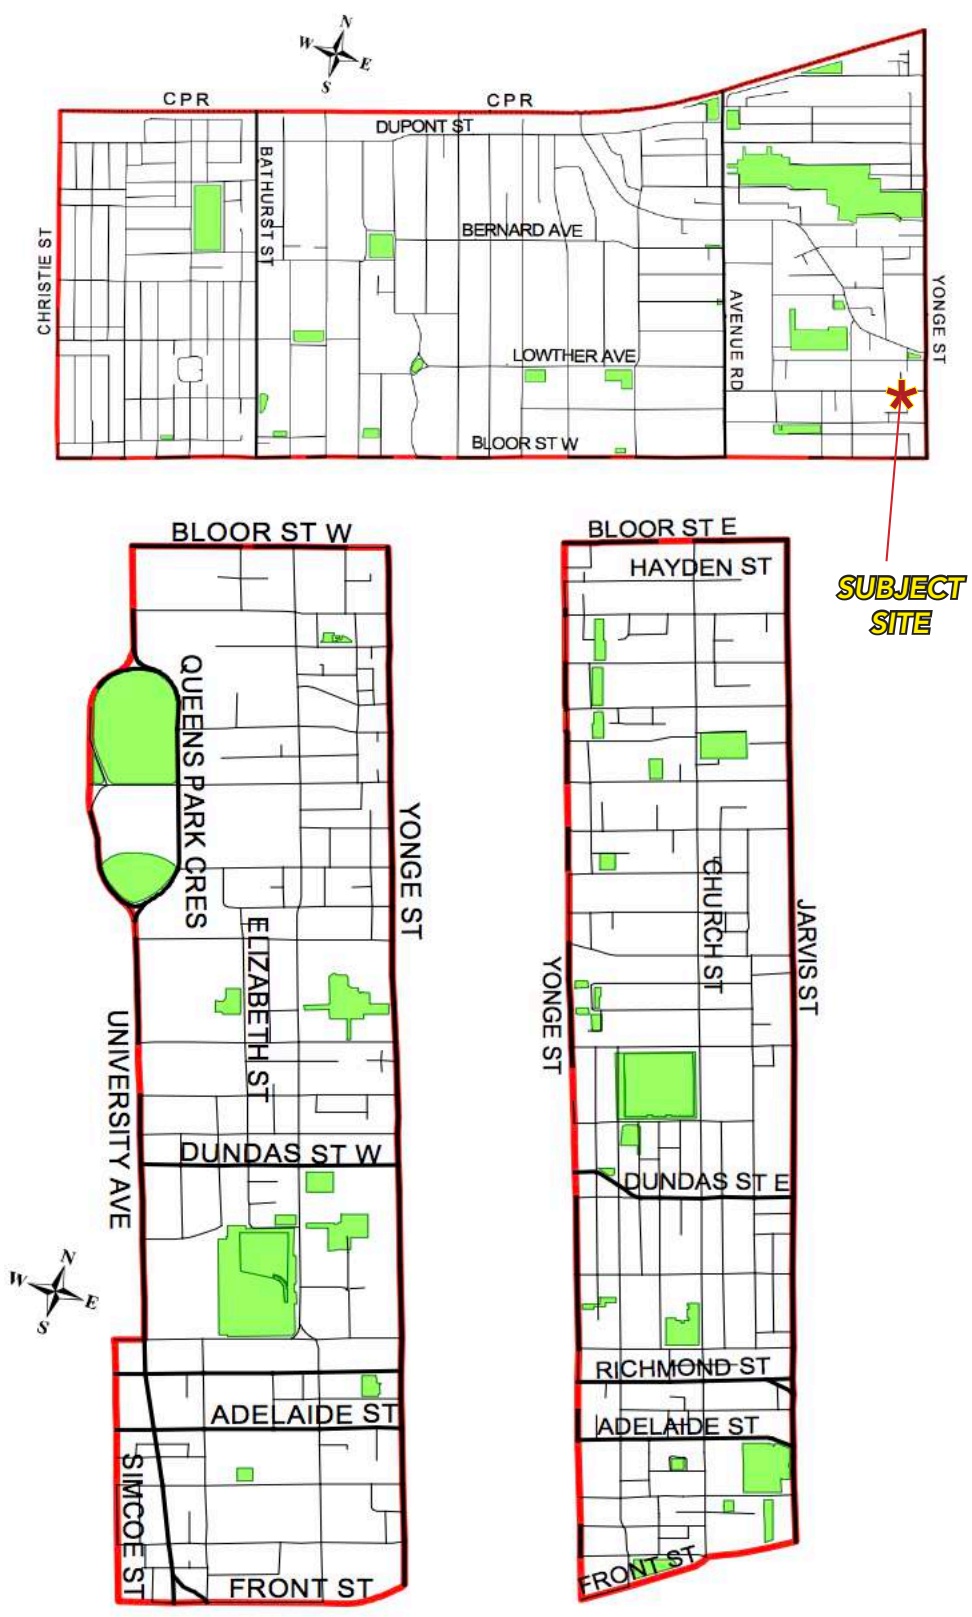 N
W
E
S
CPR
CPR
DUPONT ST
BATHURST ST
BERNARD AVE
CHRISTIE ST
YONGE ST
AVENUE RD
LOWTHER AVE
BLOOR ST W
BLOOR ST W
BLOOR ST E
HAYDEN ST
SUBJECT
SITE
QUEENS PARK CRES
YONGE ST
CHURCH ST
JARVIS ST
ELIZABETH ST
YONGE ST
UNIVERSITY AVE
DUNDAS ST W
DUNDAS ST E
N
W
E
S
RICHMOND ST
ADELAIDE ST
ADELAIDE ST
SIMCOE ST
FRONT ST
FRONT ST